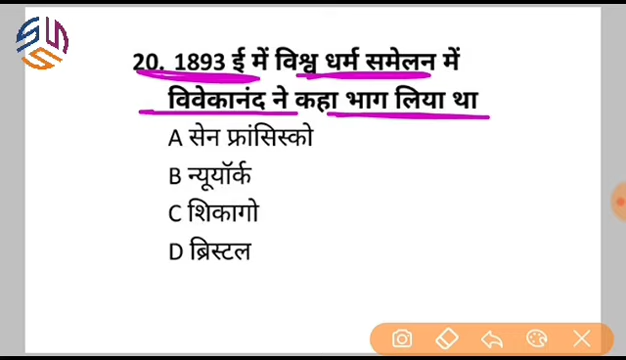 20. 1893 ई में विश्व धर्म समेलन में
विवेकानंद ने कहा भाग लिया था
A सेन फ्रांसिस्को
B न्यूयॉर्क
C शिकागो
D ब्रिस्टल